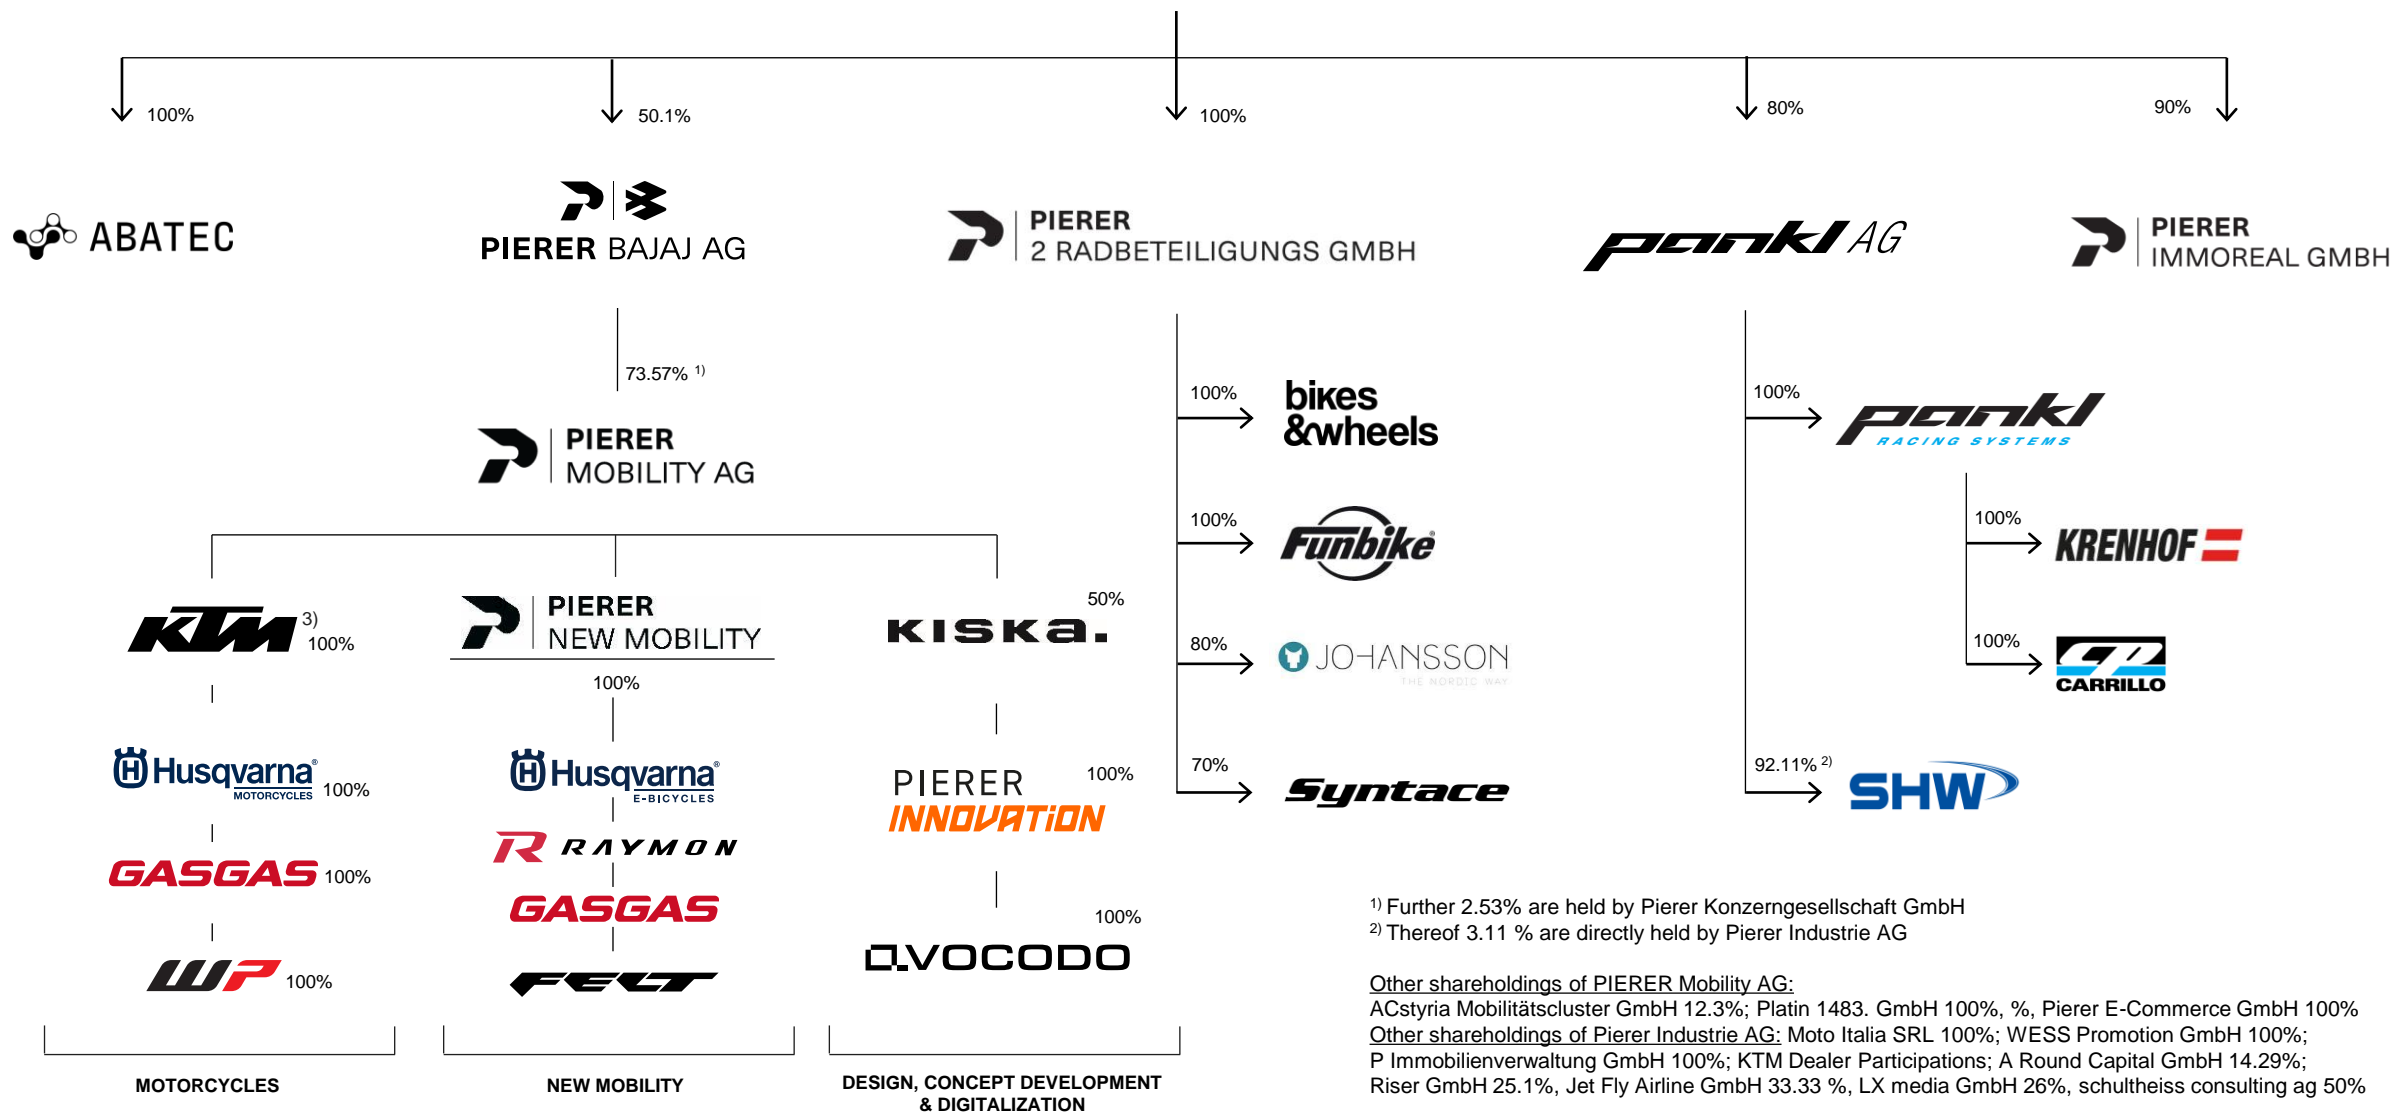 100%
50.1%
100%
80%
90%
ABATEC
PIERER BAJAJ AG
PIERER
2 RADBETEILIGUNGS GMBH
pankl AG
PIERER
IMMOREAL GMBH
73.57% 1)
PIERER
MOBILITY AG
KTM 3)
100%
PIERER
NEW MOBILITY
100%
50%
KISKA.
Husqvarna®
MOTORCYCLES 100%
Husqvarna®
E-BICYCLES
PIERER 100%
INNOVATION
RAYMON
GASGAS 100%
GASGAS
100%
AVOCODO
WP 100%
FELT
MOTORCYCLES
NEW MOBILITY
DESIGN, CONCEPT DEVELOPMENT
& DIGITALIZATION
100%
bikes
&wheels
100%
Funbike®
80%
JOHANSSON
THE NORDIC WAY
70%
Syntace
100%
pankl
RACING SYSTEMS
100%
KRENHOF
100%
CP
CARRILLO
92.11% 2)
SHW
1) Further 2.53% are held by Pierer Konzerngesellschaft GmbH
2) Thereof 3.11 % are directly held by Pierer Industrie AG
Other shareholdings of PIERER Mobility AG:
ACstyria Mobilitätscluster GmbH 12.3%; Platin 1483. GmbH 100%, %, Pierer E-Commerce GmbH 100%
Other shareholdings of Pierer Industrie AG: Moto Italia SRL 100%; WESS Promotion GmbH 100%;
P Immobilienverwaltung GmbH 100%; KTM Dealer Participations; A Round Capital GmbH 14.29%;
Riser GmbH 25.1%, Jet Fly Airline GmbH 33.33 %, LX media GmbH 26%, schultheiss consulting ag 50%